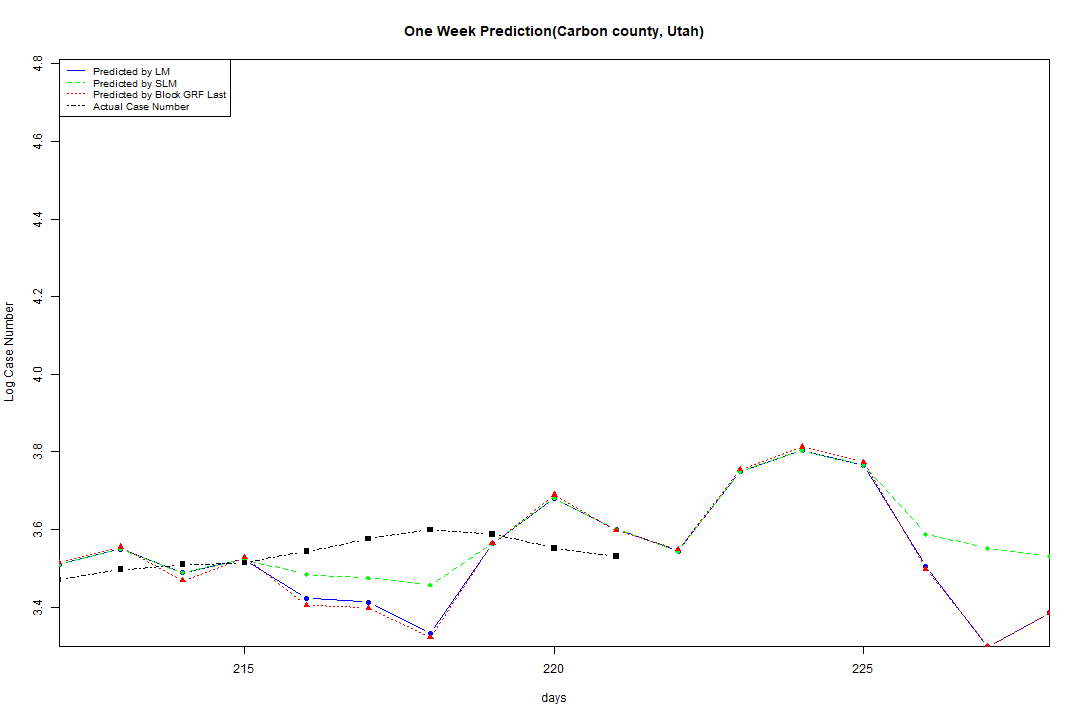 One Week Prediction(Carbon county, Utah)
Predicted by LM
Predicted by SLM
Predicted by Block GRF Last
Actual Case Number
4.8
4.6
4.4
4.2
4.0
3.8
3.6
3.4
Log Case Number
215
220
225
days